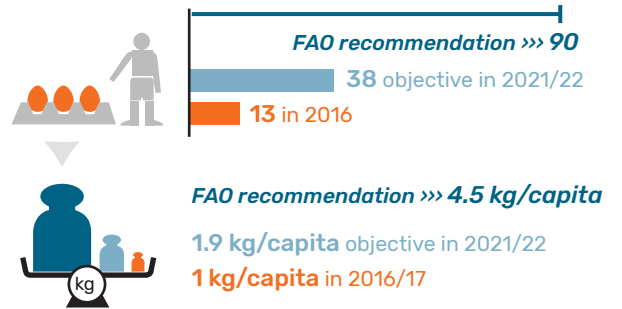 FAO recommendation ››› 90
38 objective in 2021/22
13 in 2016
FAO recommendation ››› 4.5 kg/capita
1.9 kg/capita objective in 2021/22
kg
1 kg/capita in 2016/17